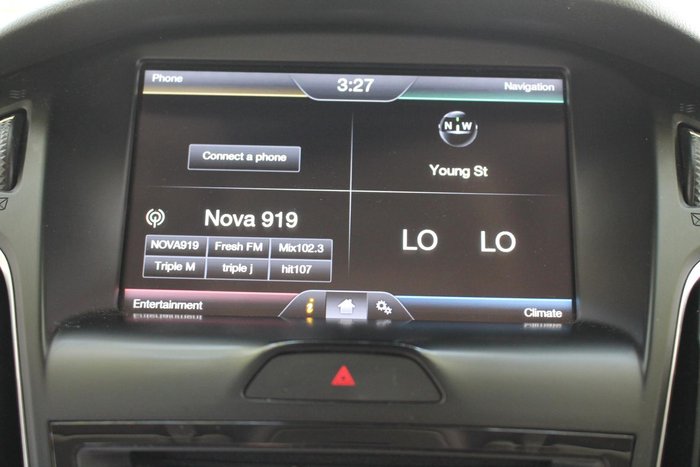 Phone
3:27
Navigation
Connect a phone
N W
Young St
Nova 919
NOVA919 Fresh FM Mix102.3
Triple M triple j hit107
LO LO
Entertainment
i
Climate